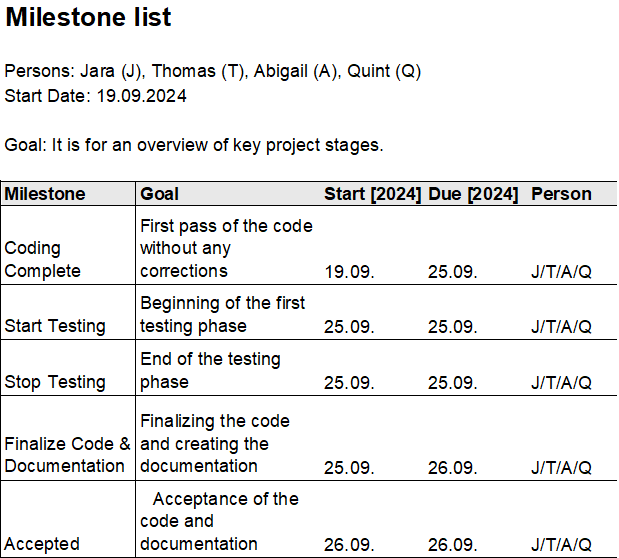 Milestone list
Persons: Jara (J), Thomas (T), Abigail (A), Quint (Q)
Start Date: 19.09.2024
Goal: It is for an overview of key project stages.
Milestone Goal Start [2024] Due [2024] Person
First pass of the code
Coding without any
Complete corrections 19.09. 25.09. J/T/A/Q
Beginning of the first
Start Testing testing phase 25.09. 25.09. J/T/A/Q
End of the testing
Stop Testing phase 25.09. 25.09. J/T/A/Q
Finalizing the code
Finalize Code & and creating the
Documentation documentation 25.09. 26.09. J/T/A/Q
Acceptance of the
code and
Accepted documentation 26.09. 26.09. J/T/A/Q